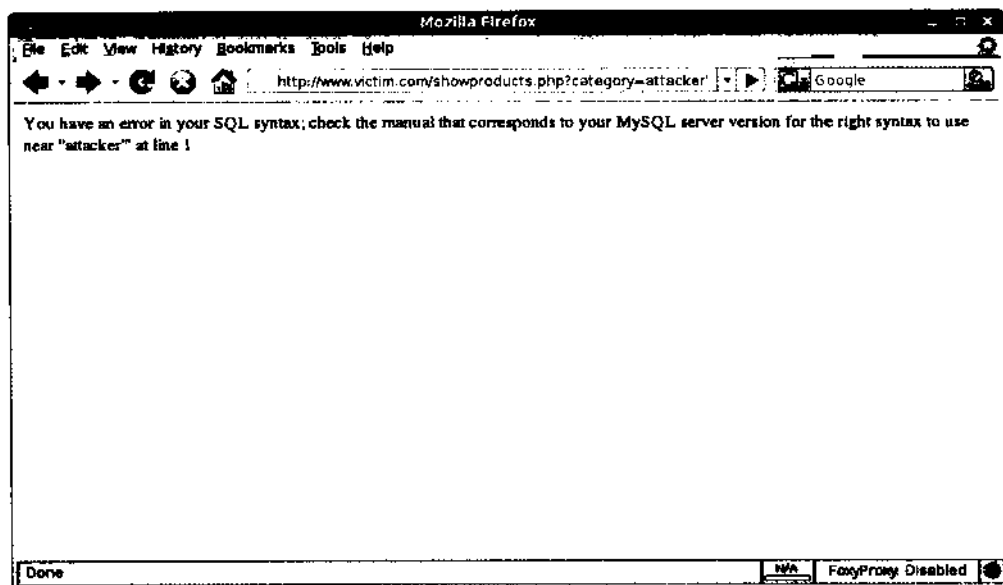 Mozilla Firefox
File Edit View History Bookmarks Tools Help
http://www.victim.com/showproducts.php?category=attacker' Google
You have an error in your SQL syntax; check the manual that corresponds to your MySQL server version for the right syntax to use
near ''attacker''' at line 1
Done N/A FoxyProxy: Disabled